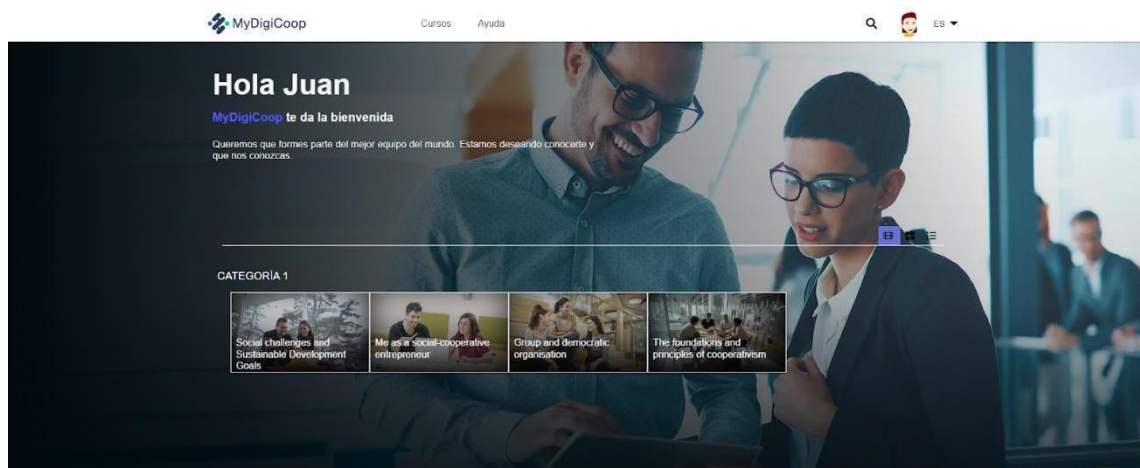 MyDigiCoop
Cursos
Ayuda
ES
Hola Juan
MyDigiCoop te da la bienvenida
Queremos que formes parte del mejor equipo del mundo. Estamos deseando conocerte y
que nos conozcas.
CATEGORÍA 1
Social challenges and
Sustainable Development
Goals
Me as a social-cooperative
entrepreneur
Group and democratic
organisation
The foundations and
principles of cooperativism